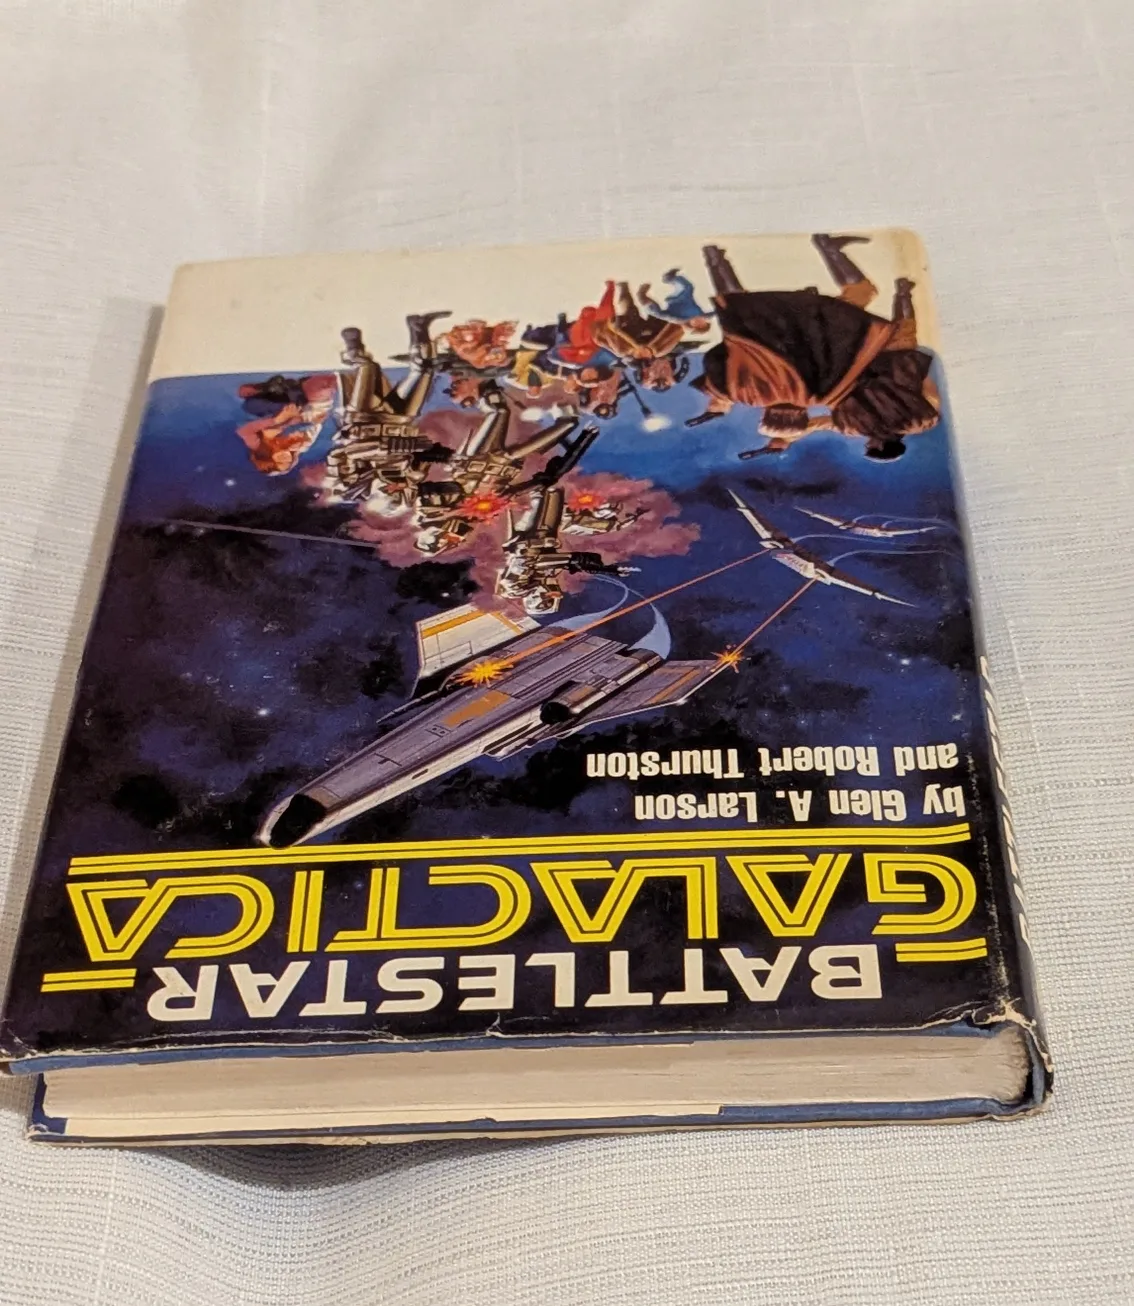 BATTLESTAR
GALACTICA
by Glen A. Larson
and Robert Thurston